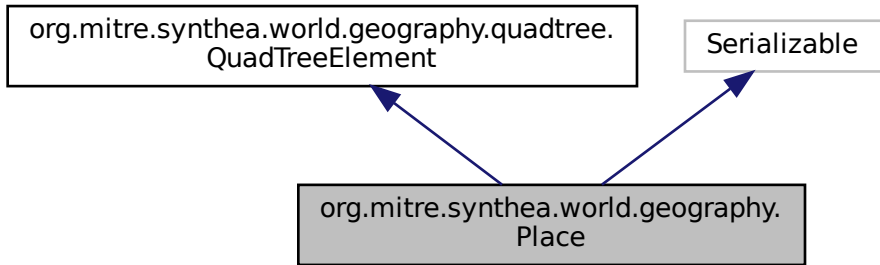 org.mitre.synthea.world.geography.quadtree.
QuadTreeElement
Serializable
org.mitre.synthea.world.geography.
Place